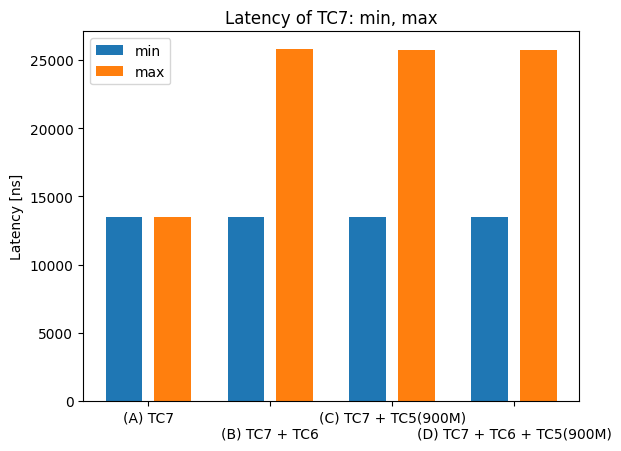 Latency of TC7: min, max
min
max
Latency [ns]
25000
20000
15000
10000
5000
0
(A) TC7
(B) TC7 + TC6
(C) TC7 + TC5(900M)
(D) TC7 + TC6 + TC5(900M)